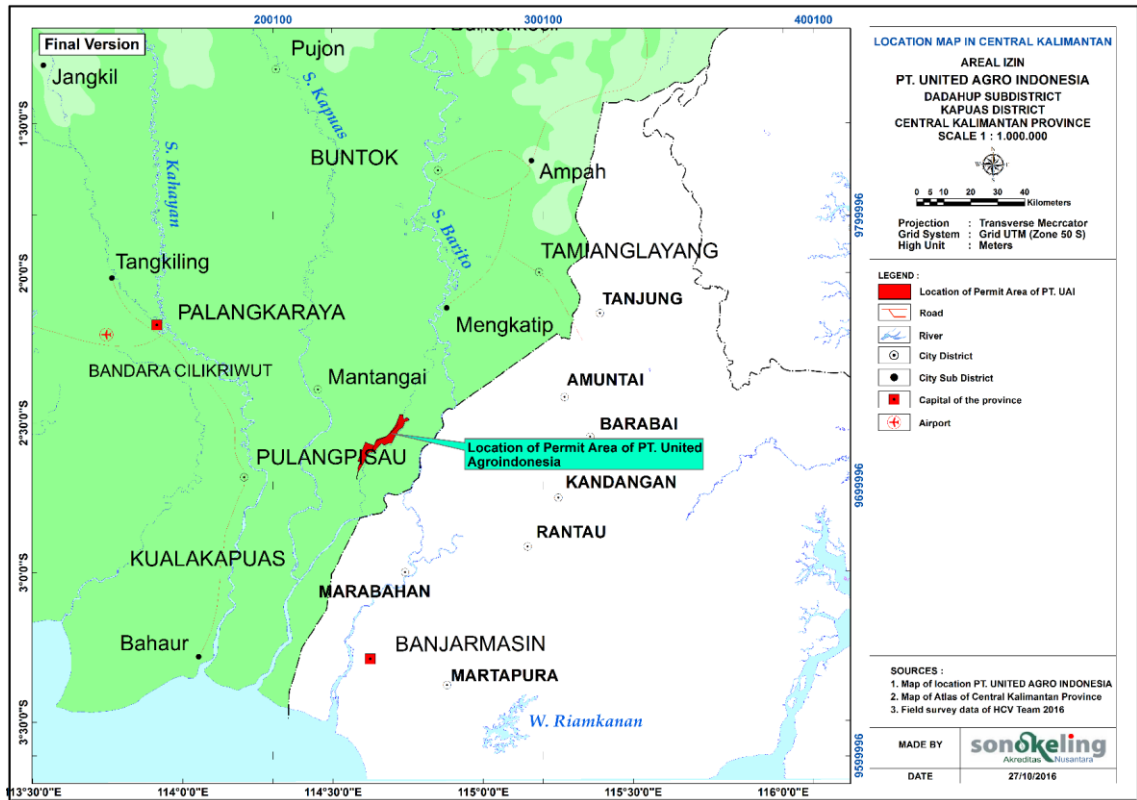 200100
300100
400100
Final Version
Pujon
Jangkil
S. Kapuas
S. Kahayan
BUNTOK
Ampah
S. Barito
TAMIANGLAYANG
Tangkiling
TANJUNG
PALANGKARAYA
Mengkatip
BANDARA CILIKRIWUT
Mantangai
AMUNTAI
BARABAI
Location of Permit Area of PT. United
Agroindonesia
PULANGPISAU
KANDANGAN
RANTAU
KUALAKAPUAS
MARABAHAN
Bahaur
BANJARMASIN
MARTAPURA
W. Riamkanan
1°30'0"S
2°0'0"S
2°30'0"S
3°0'0"S
3°30'0"S
9799996
9699996
9599996
113°30'0"E
114°0'0"E
114°30'0"E
115°0'0"E
115°30'0"E
116°0'0"E
LOCATION MAP IN CENTRAL KALIMANTAN
AREAL IZIN
PT. UNITED AGRO INDONESIA
DADAHUP SUBDISTRICT
KAPUAS DISTRICT
CENTRAL KALIMANTAN PROVINCE
SCALE 1 : 1.000.000
0 5 10 20 30 40
Kilometers
Projection : Transverse Mecrcator
Grid System : Grid UTM (Zone 50 S)
High Unit : Meters
LEGEND :
Location of Permit Area of PT. UAI
Road
River
City District
City Sub District
Capital of the province
Airport
SOURCES :
1. Map of location PT. UNITED AGRO INDONESIA
2. Map of Atlas of Central Kalimantan Province
3. Field survey data of HCV Team 2016
MADE BY
sonokeling
Akreditas Nusantara
DATE
27/10/2016